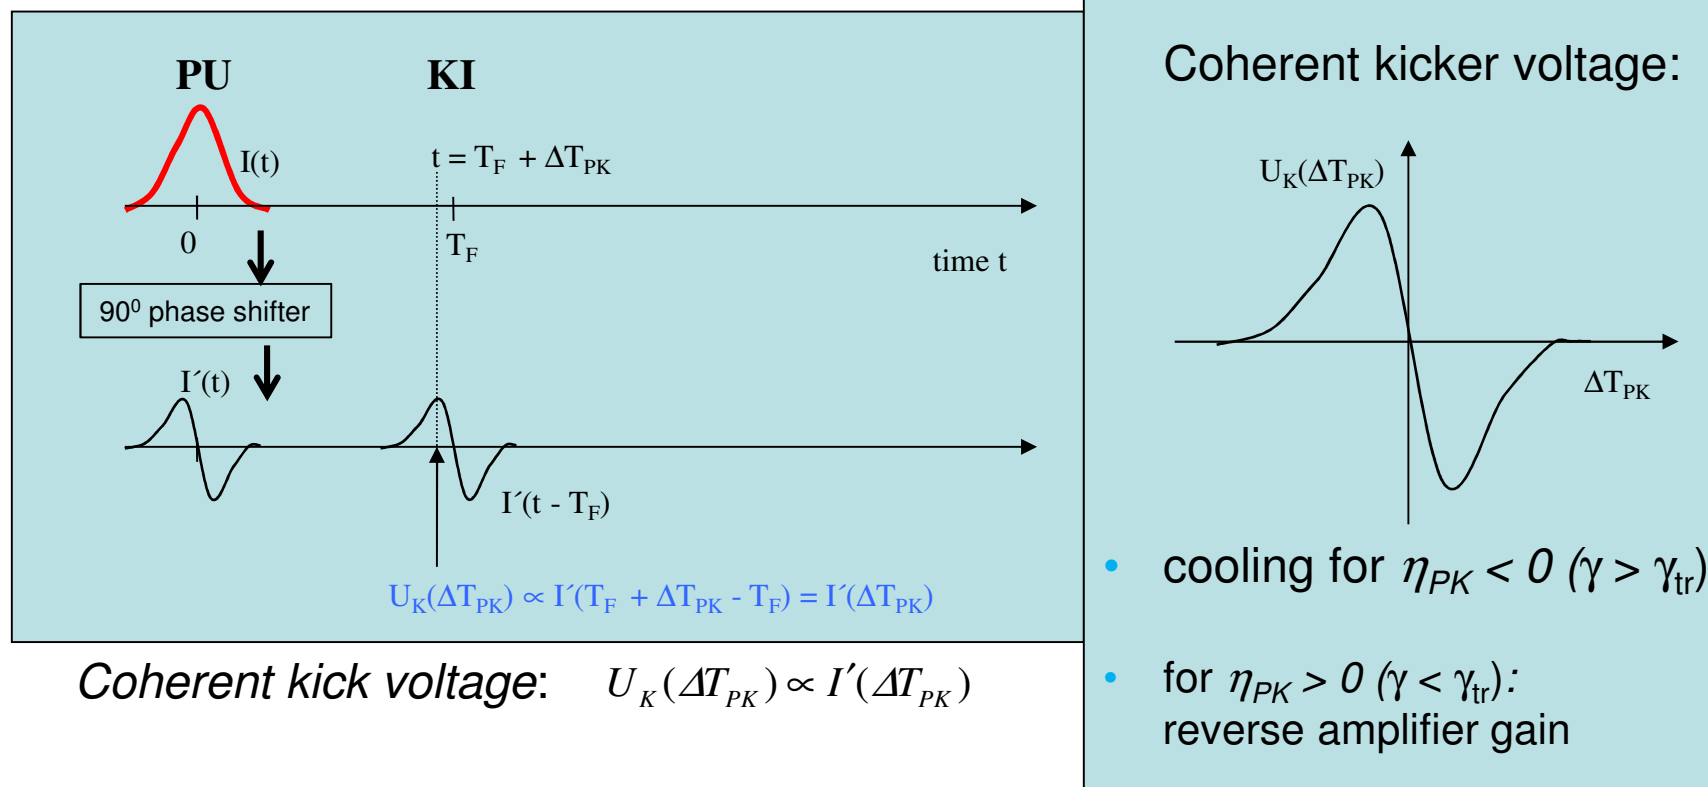 PU
KI
I(t)
t = T_F + ΔT_PK
0
T_F
time t
90⁰ phase shifter
I´(t)
I´(t - T_F)
U_K(ΔT_PK) ∝ I´(T_F + ΔT_PK - T_F) = I´(ΔT_PK)
Coherent kick voltage: U_K(ΔT_PK) ∝ I′(ΔT_PK)
Coherent kicker voltage:
U_K(ΔT_PK)
ΔT_PK
• cooling for η_PK < 0 (γ > γ_tr)
• for η_PK > 0 (γ < γ_tr):
reverse amplifier gain